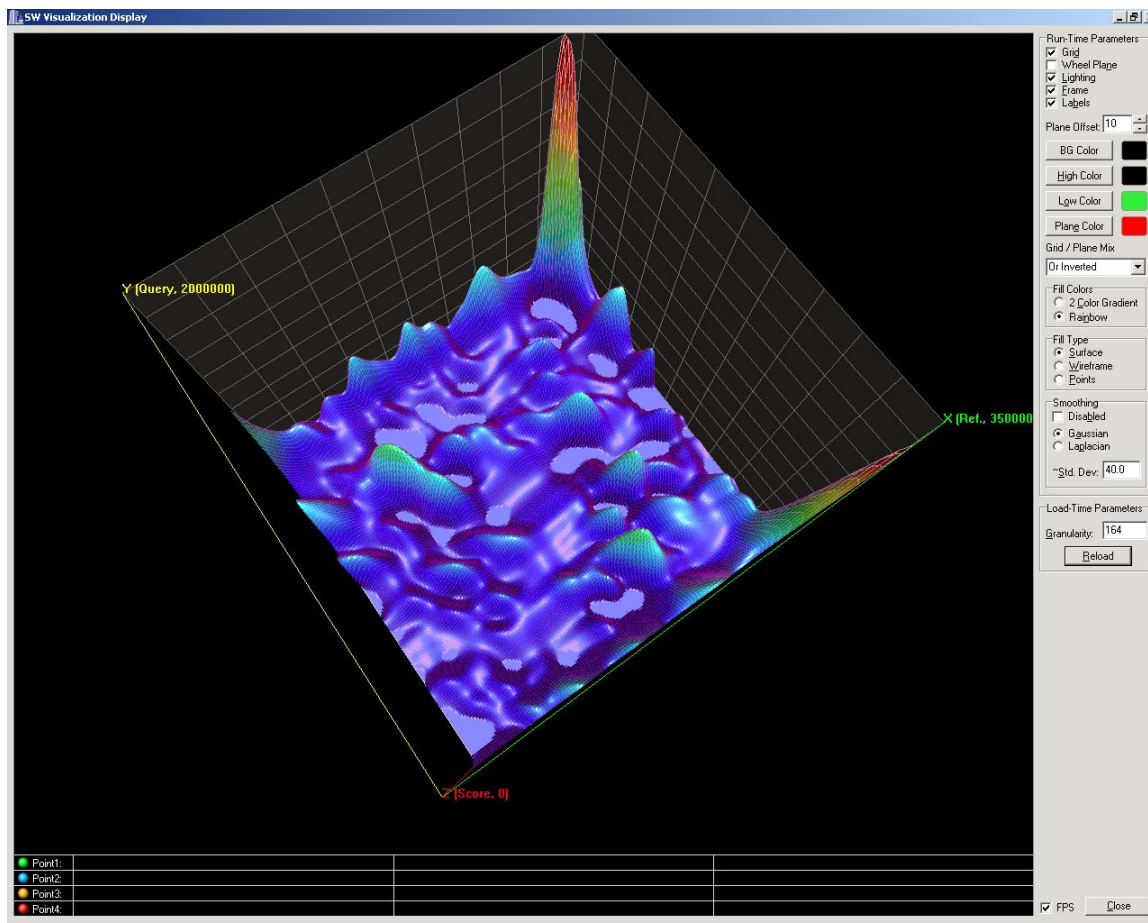 SW Visualization Display
Y (Query, 2000000)
X (Ref., 350000
Z (Score, 0)
Point1:
Point2:
Point3:
Point4:
Run-Time Parameters
Grid
Wheel Plane
Lighting
Frame
Labels
Plane Offset: 10
BG Color
High Color
Low Color
Plane Color
Grid / Plane Mix
Or Inverted
Fill Colors
2 Color Gradient
Rainbow
Fill Type
Surface
Wireframe
Points
Smoothing
Disabled
Gaussian
Laplacian
~Std. Dev: 40.0
Load-Time Parameters
Granularity: 164
Reload
FPS
Close